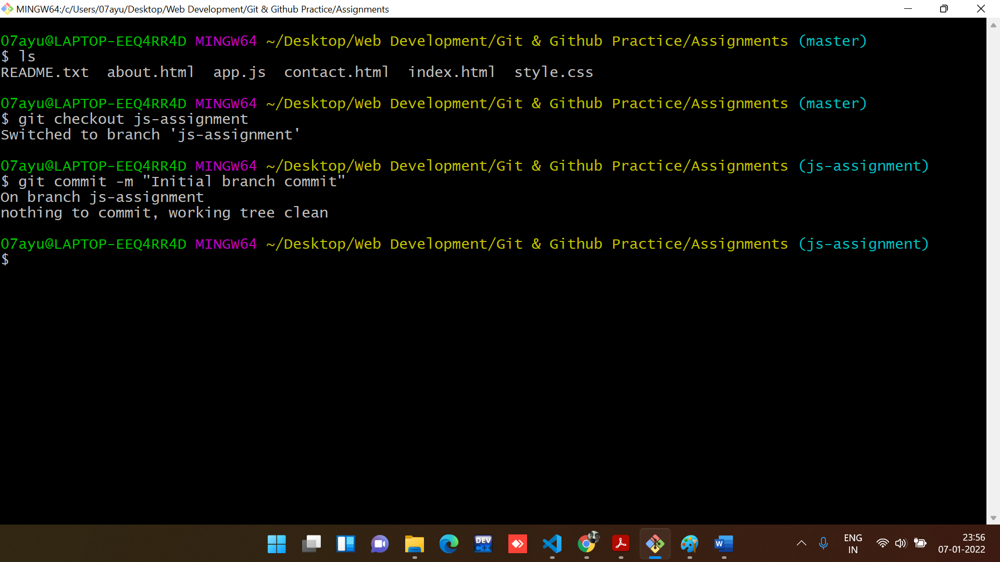 MINGW64:/c/Users/07ayu/Desktop/Web Development/Git & Github Practice/Assignments
07ayu@LAPTOP-EEQ4RR4D MINGW64 ~/Desktop/Web Development/Git & Github Practice/Assignments (master)
$ ls
README.txt  about.html  app.js  contact.html  index.html  style.css
07ayu@LAPTOP-EEQ4RR4D MINGW64 ~/Desktop/Web Development/Git & Github Practice/Assignments (master)
$ git checkout js-assignment
Switched to branch 'js-assignment'
07ayu@LAPTOP-EEQ4RR4D MINGW64 ~/Desktop/Web Development/Git & Github Practice/Assignments (js-assignment)
$ git commit -m "Initial branch commit"
On branch js-assignment
nothing to commit, working tree clean
07ayu@LAPTOP-EEQ4RR4D MINGW64 ~/Desktop/Web Development/Git & Github Practice/Assignments (js-assignment)
$
DEV
C++
W
ENG
IN
23:56
07-01-2022